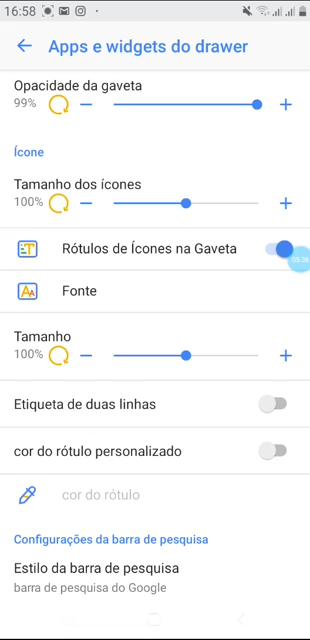 16:58
Apps e widgets do drawer
Opacidade da gaveta
99%
Ícone
Tamanho dos ícones
100%
Rótulos de Ícones na Gaveta
Fonte
Tamanho
100%
Etiqueta de duas linhas
cor do rótulo personalizado
cor do rótulo
Configurações da barra de pesquisa
Estilo da barra de pesquisa
barra de pesquisa do Google